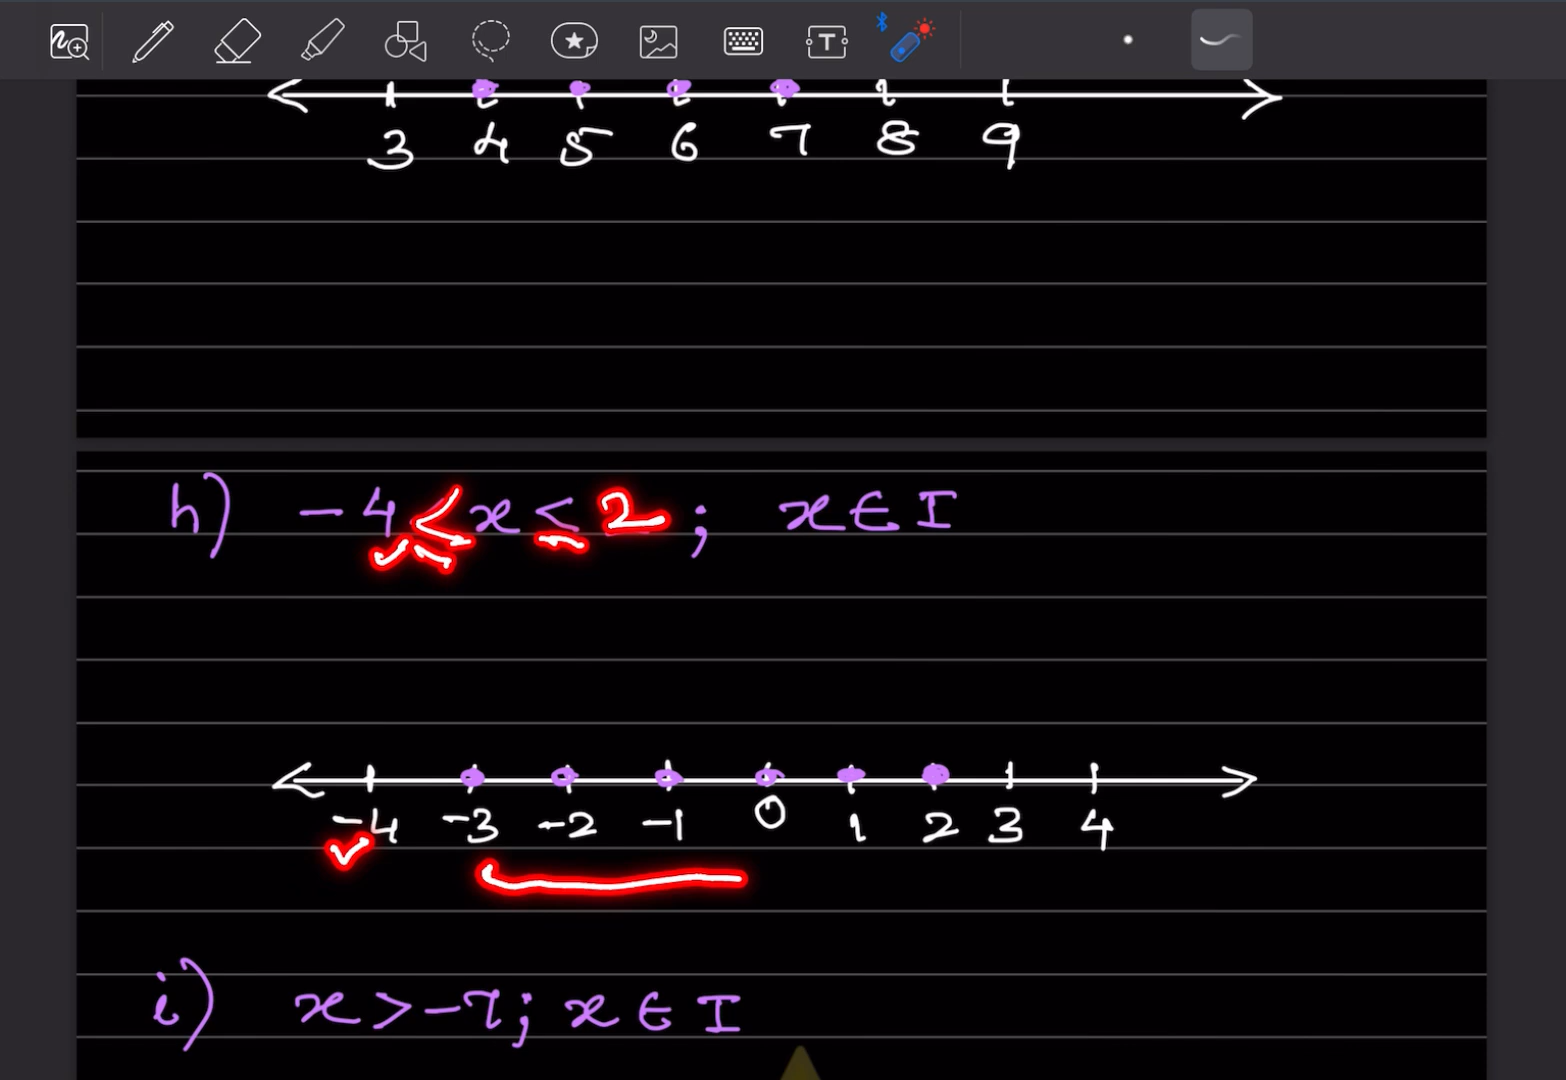 3 4 5 6 7 8 9
h) -4 < x ≤ 2 ; x ∈ I
-4 -3 -2 -1 0 1 2 3 4
i) x > -7; x ∈ I